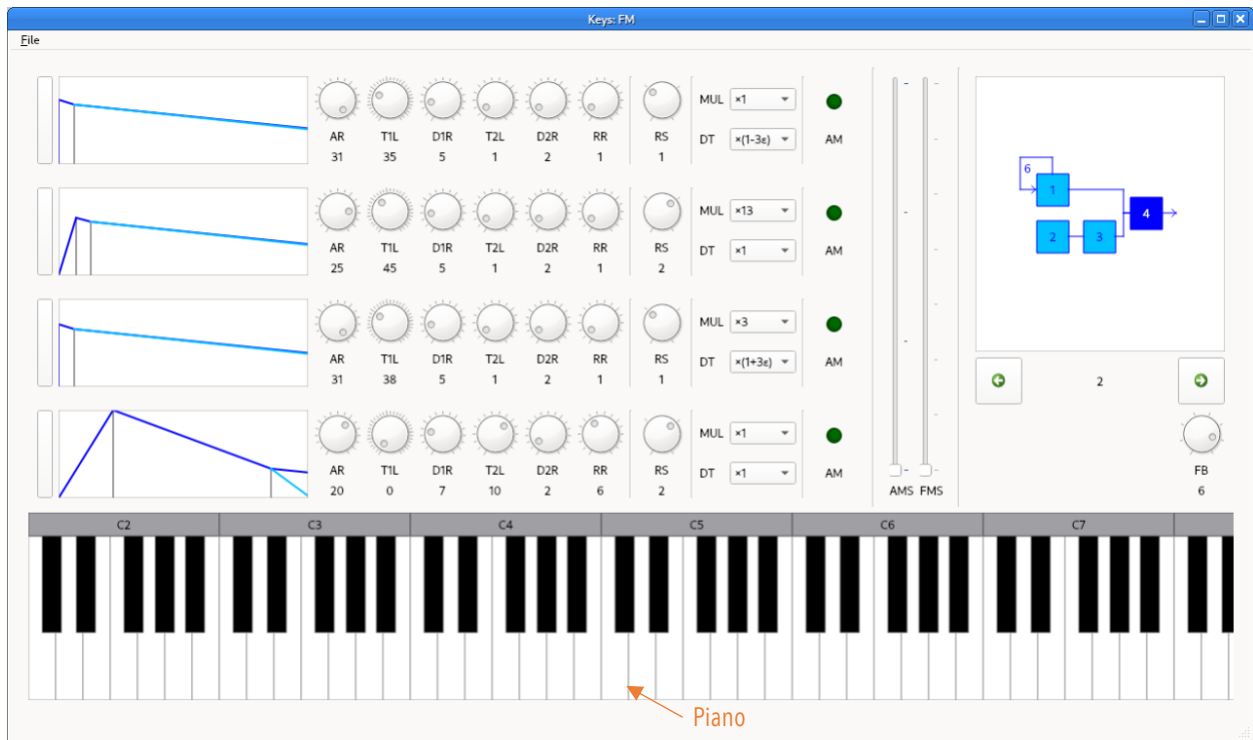 Keys: FM
File
MUL ×1
AR T1L D1R T2L D2R RR RS DT ×(1-3ε) AM
31 35 5 1 2 1 1
MUL ×13
AR T1L D1R T2L D2R RR RS DT ×1 AM
25 45 5 1 2 1 2
MUL ×3
AR T1L D1R T2L D2R RR RS DT ×(1+3ε) AM
31 38 5 1 2 1 1
MUL ×1
AR T1L D1R T2L D2R RR RS DT ×1 AM
20 0 7 10 2 6 2
AMS FMS
6
1
4
2 3
2
FB
6
C2 C3 C4 C5 C6 C7
Piano